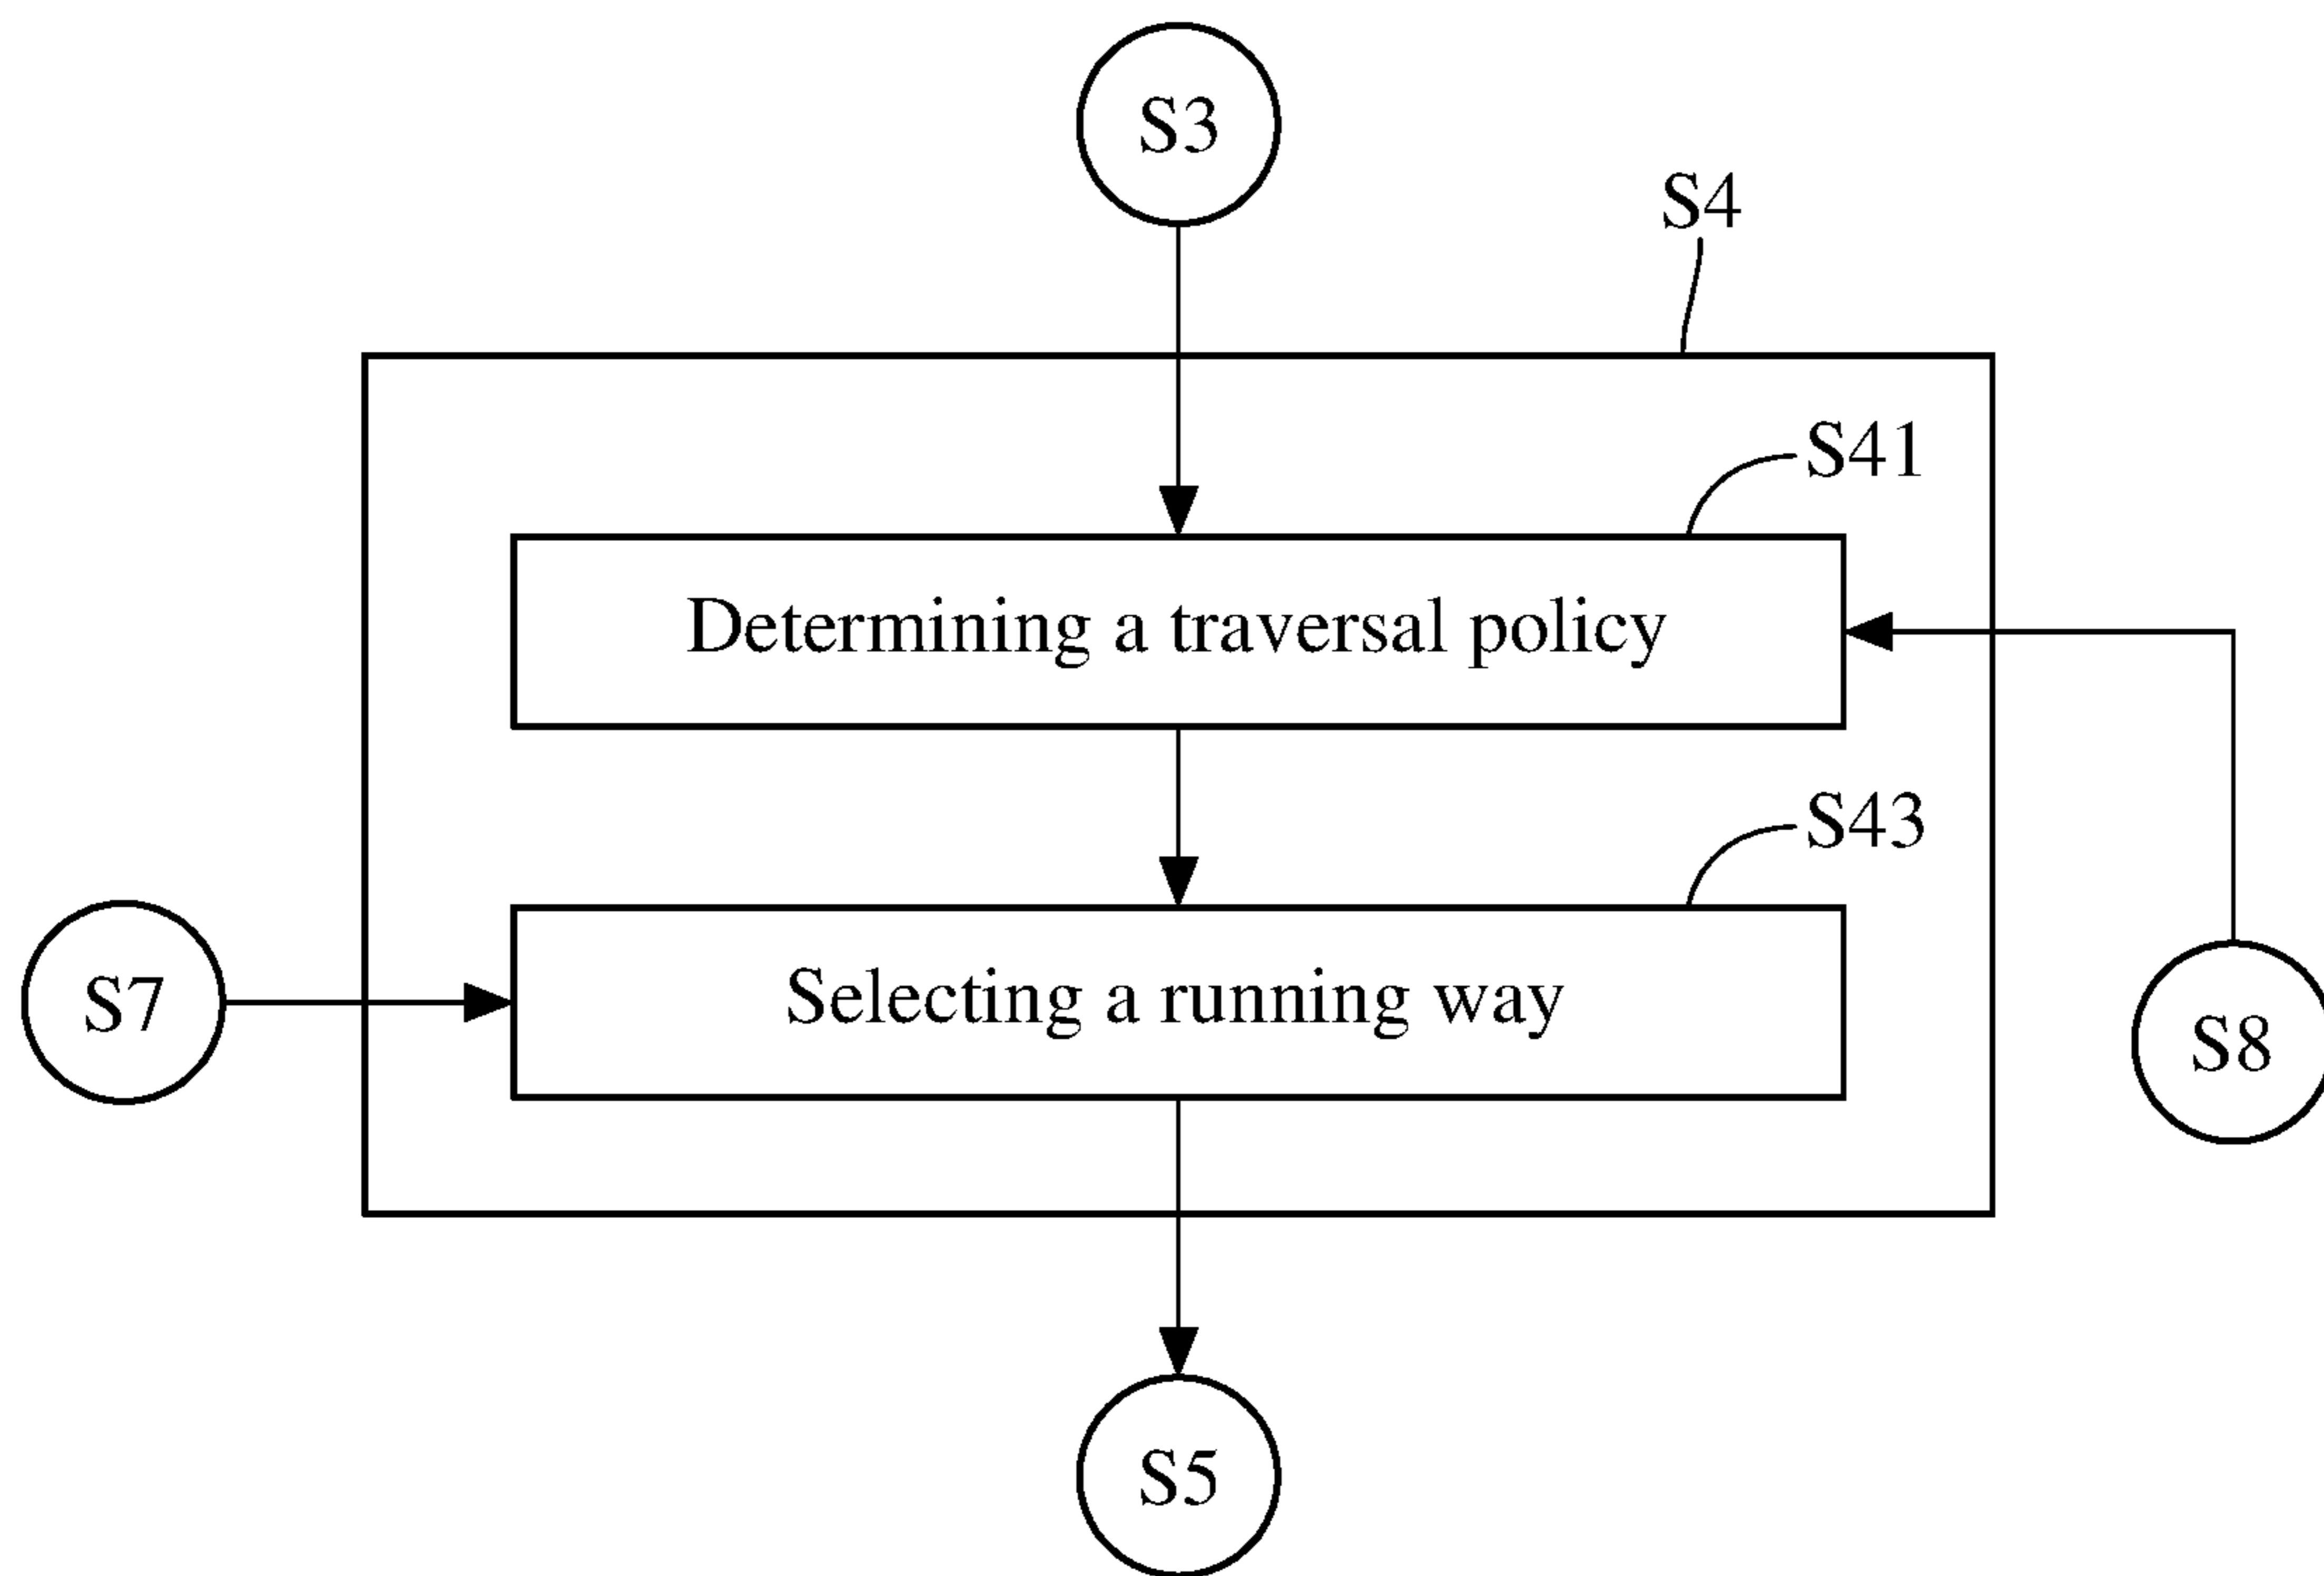 S3
S4
S41
Determining a traversal policy
S43
S7
Selecting a running way
S8
S5